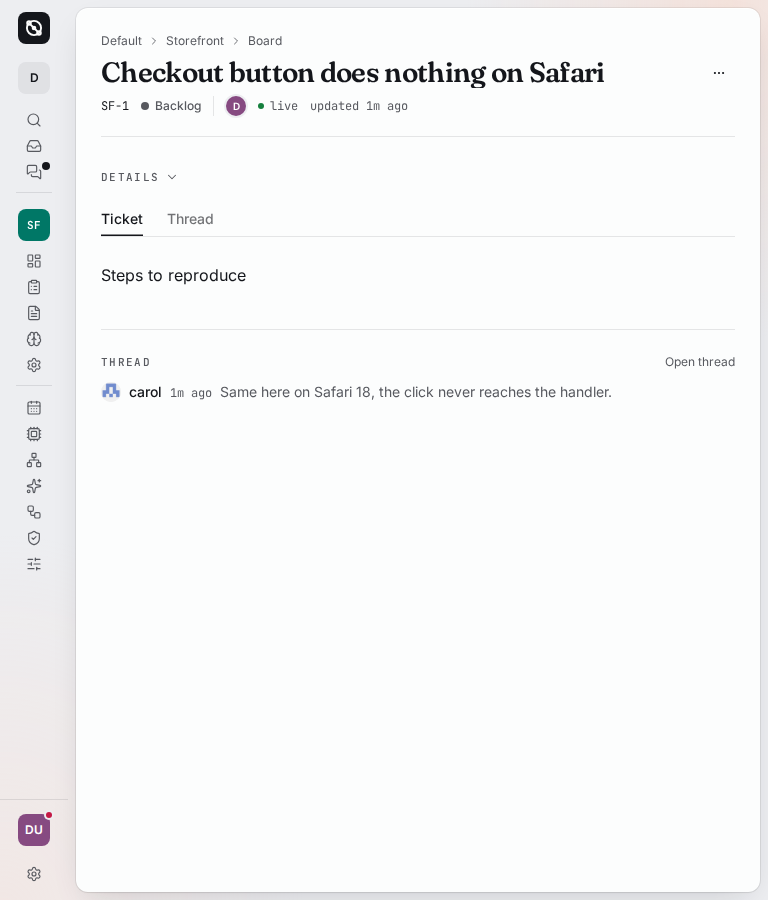 D
SF
DU
Default > Storefront > Board
Checkout button does nothing on Safari
SF-1 Backlog D live updated 1m ago
DETAILS
Ticket Thread
Steps to reproduce
THREAD Open thread
carol 1m ago Same here on Safari 18, the click never reaches the handler.